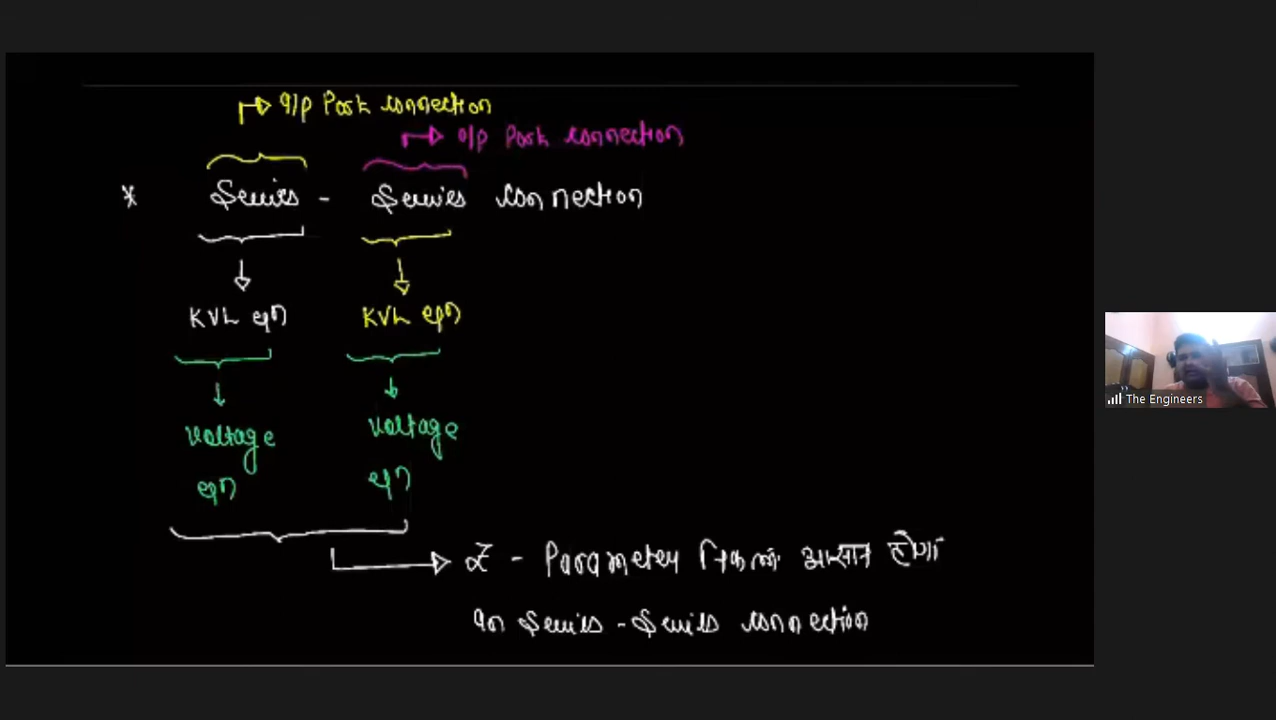 i/p Port connection
o/p Port connection
* Series - Series connection
KVL eqn KVL eqn
Voltage Voltage
eqn eqn
Z - Parameter निकालना आसान होगा
in Series - Series connection
The Engineers